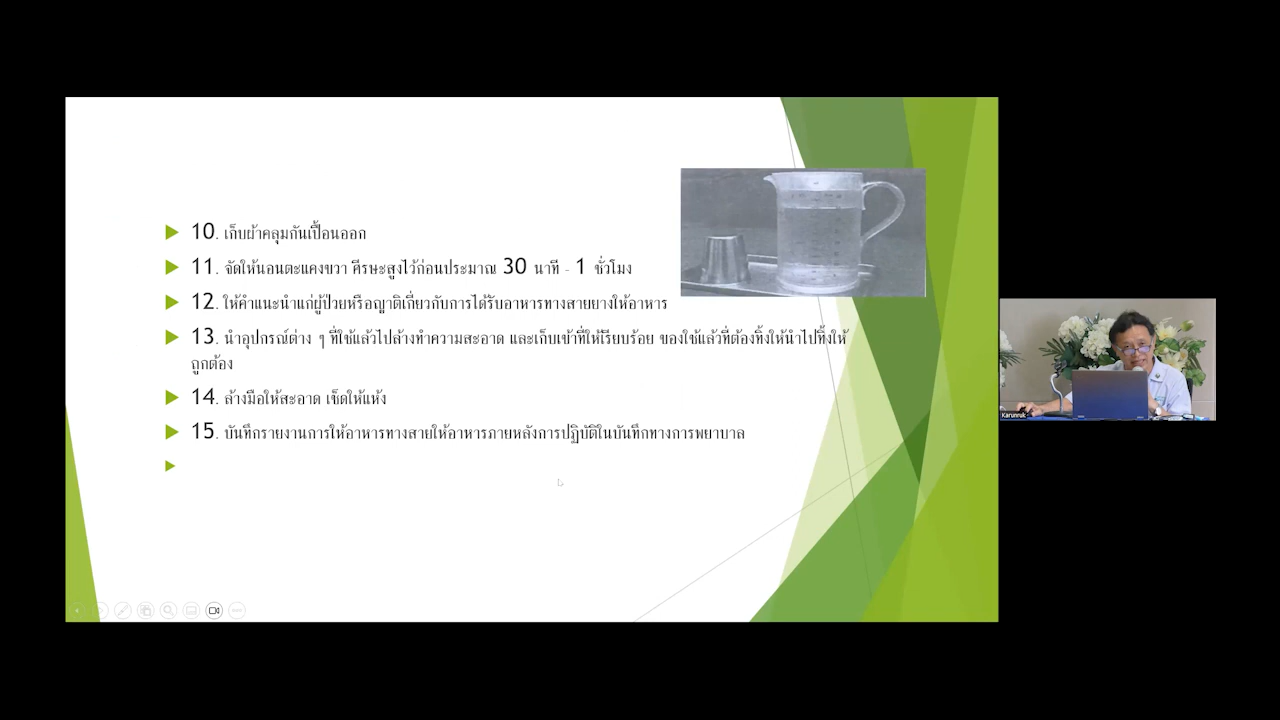 10. เก็บผ้าคลุมกันเปื้อนออก
11. จัดให้นอนตะแคงขวา ศีรษะสูงไว้ก่อนประมาณ 30 นาที - 1 ชั่วโมง
12. ให้คำแนะนำแก่ผู้ป่วยหรือญาติเกี่ยวกับการได้รับอาหารทางสายยางให้อาหาร
13. นำอุปกรณ์ต่าง ๆ ที่ใช้แล้วไปล้างทำความสะอาด และเก็บเข้าที่ให้เรียบร้อย ของใช้แล้วที่ต้องทิ้งให้นำไปทิ้งให้
ถูกต้อง
14. ล้างมือให้สะอาด เช็ดให้แห้ง
15. บันทึกรายงานการให้อาหารทางสายให้อาหารภายหลังการปฏิบัติในบันทึกทางการพยาบาล
Karunruk